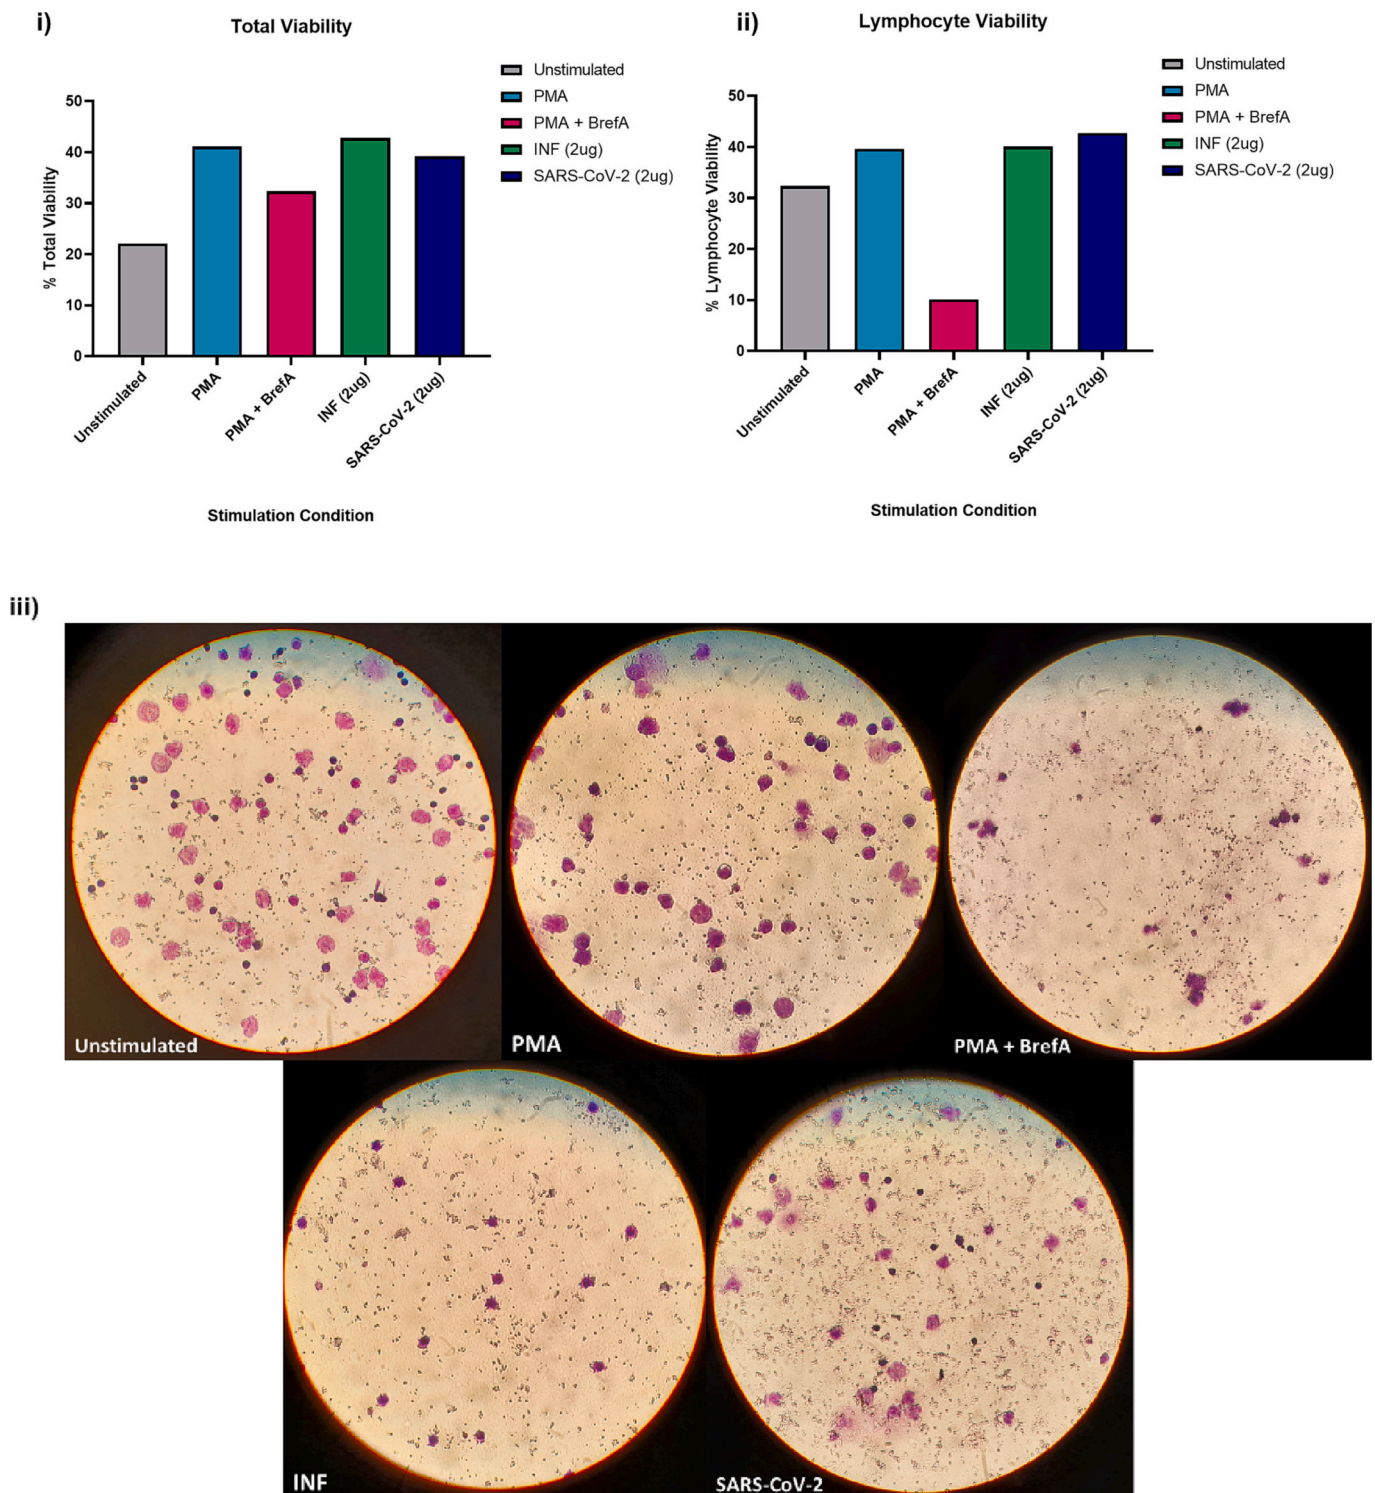 i)
Total Viability
Unstimulated
PMA
PMA + BrefA
INF (2ug)
SARS-CoV-2 (2ug)
% Total Viability
50
40
30
20
10
0
Unstimulated
PMA
PMA + BrefA
INF (2ug)
SARS-CoV-2 (2ug)
Stimulation Condition
ii)
Lymphocyte Viability
Unstimulated
PMA
PMA + BrefA
INF (2ug)
SARS-CoV-2 (2ug)
% Lymphocyte Viability
50
40
30
20
10
0
Unstimulated
PMA
PMA + BrefA
INF (2ug)
SARS-CoV-2 (2ug)
Stimulation Condition
iii)
Unstimulated
PMA
PMA + BrefA
INF
SARS-CoV-2